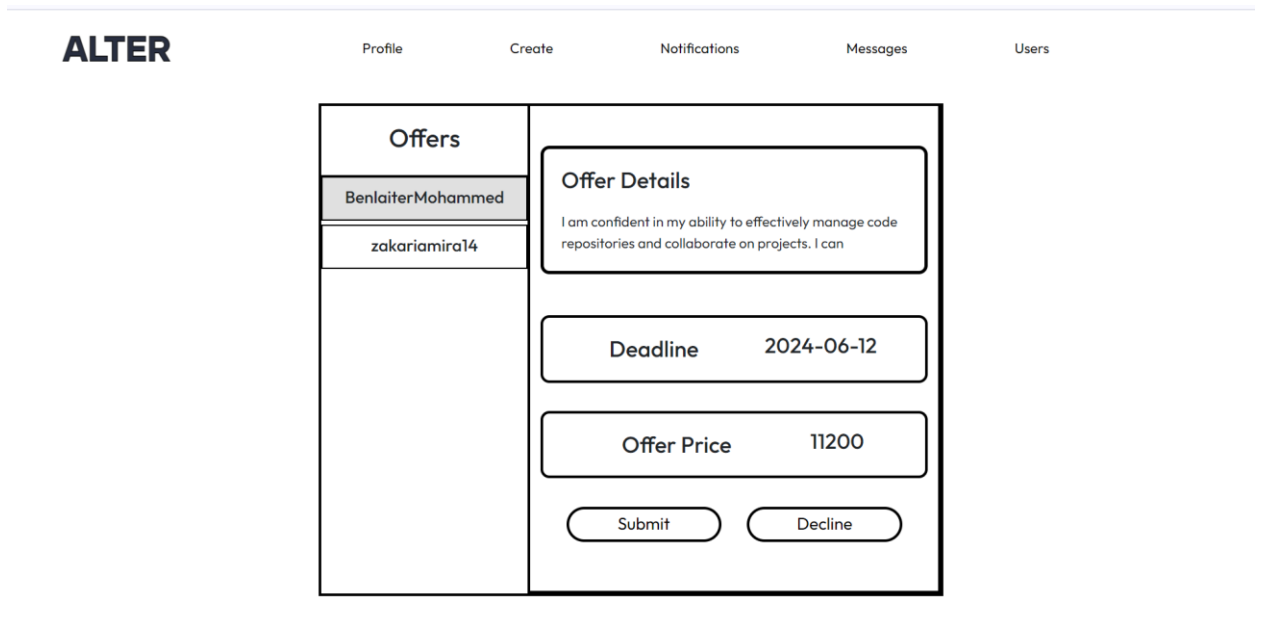 ALTER
Profile Create Notifications Messages Users
Offers
BenlaiterMohammed
zakariamira14
Offer Details
I am confident in my ability to effectively manage code
repositories and collaborate on projects. I can
Deadline 2024-06-12
Offer Price 11200
Submit Decline